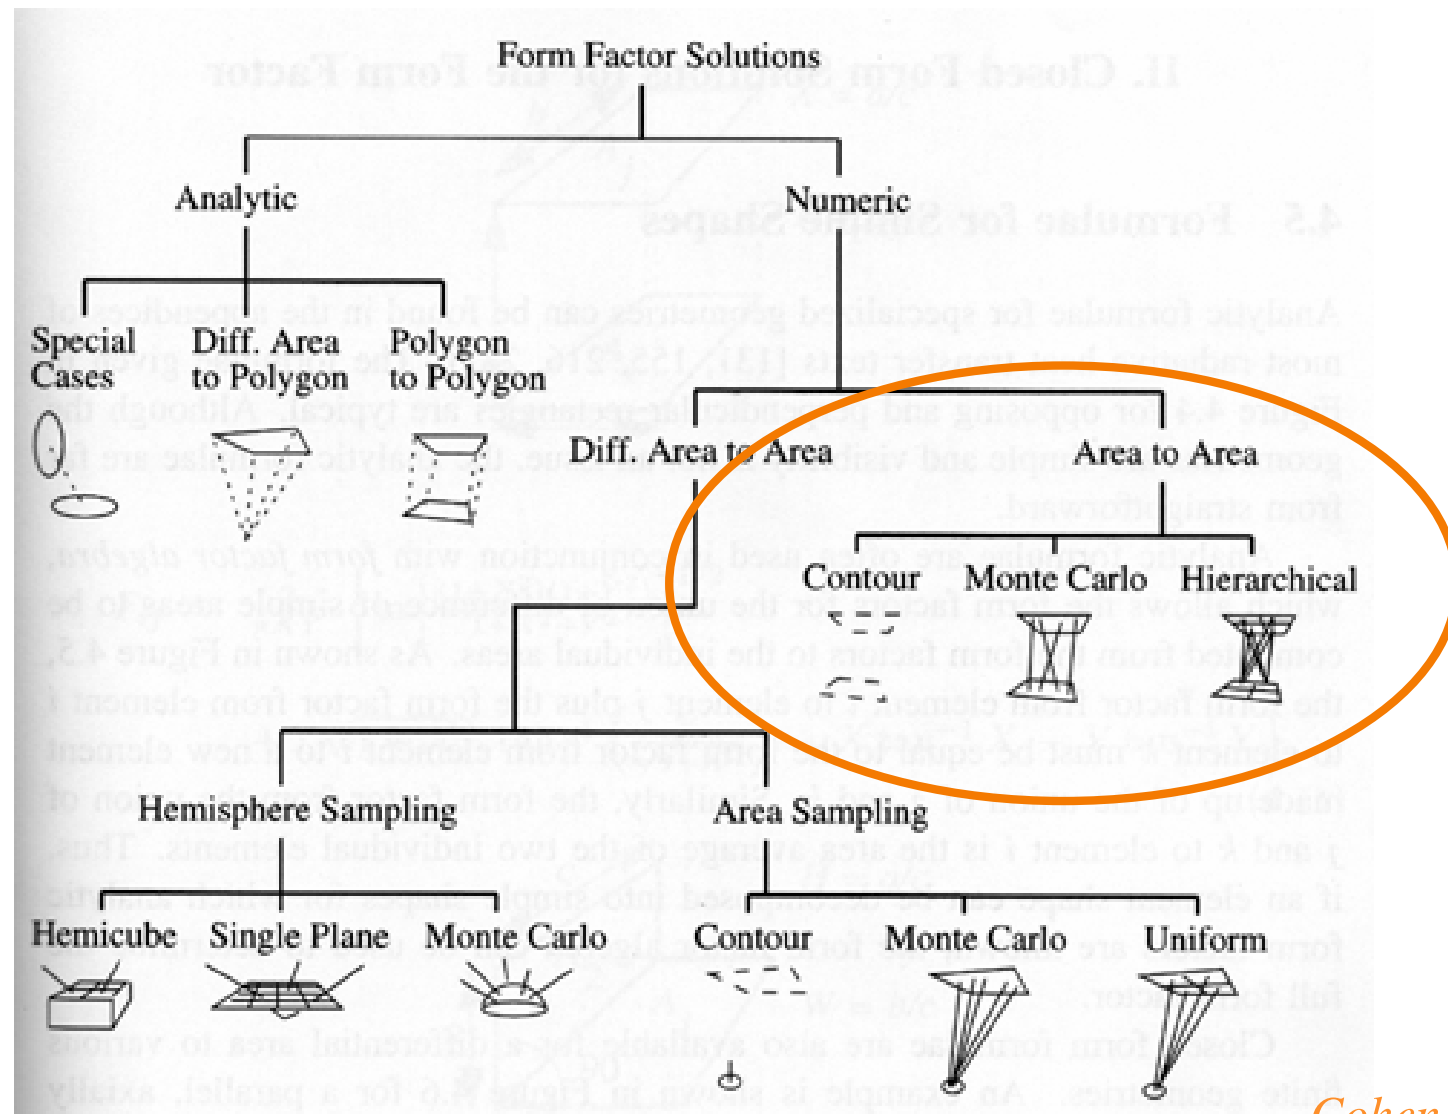 Form Factor Solutions
Analytic
Numeric
Special
Cases
Diff. Area
to Polygon
Polygon
to Polygon
Diff. Area to Area
Area to Area
Contour
Monte Carlo
Hierarchical
Hemisphere Sampling
Area Sampling
Hemicube
Single Plane
Monte Carlo
Contour
Monte Carlo
Uniform
Cohen